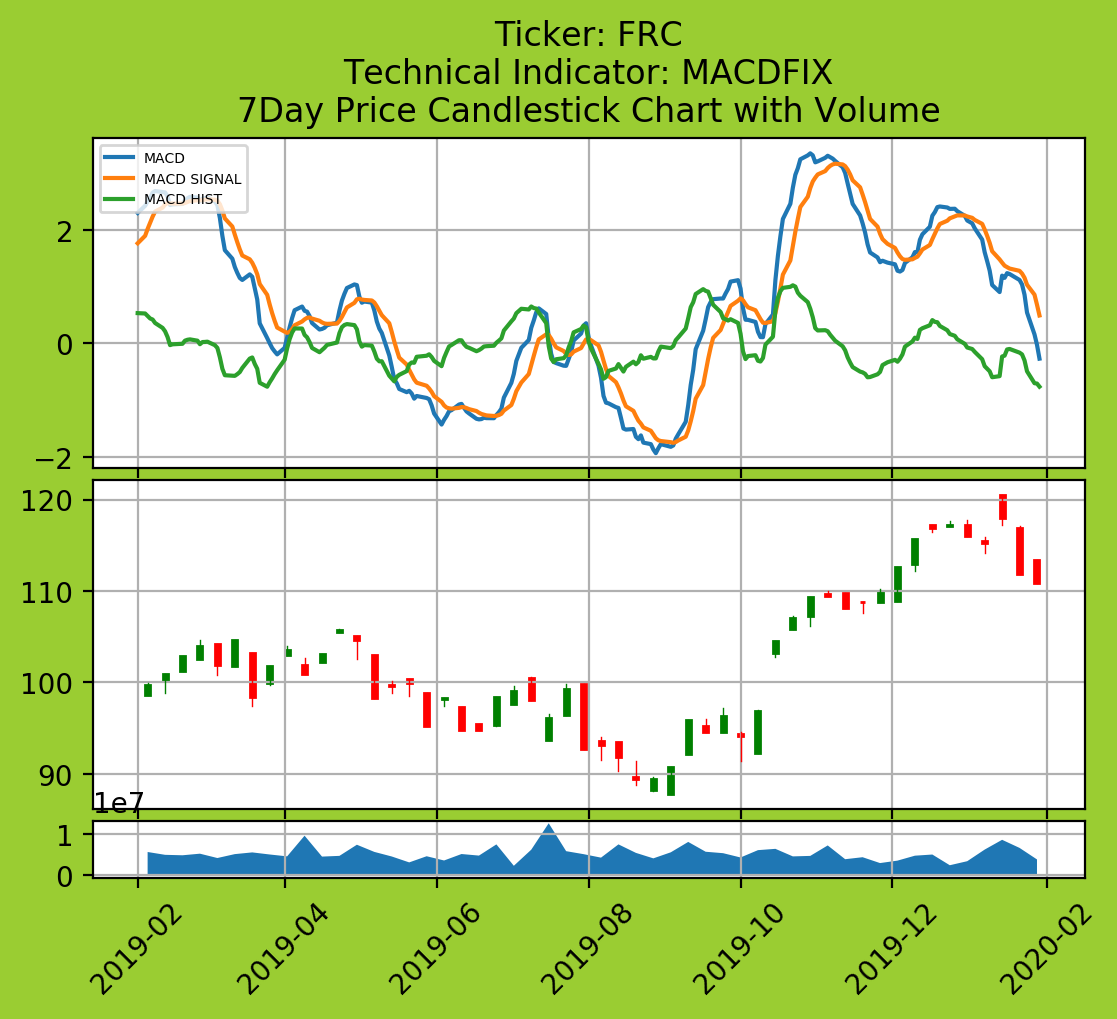 Ticker: FRC
Technical Indicator: MACDFIX
7Day Price Candlestick Chart with Volume
MACD
MACD SIGNAL
MACD HIST
2
0
−2
120
110
100
90
1e7
1
0
2019-02
2019-04
2019-06
2019-08
2019-10
2019-12
2020-02